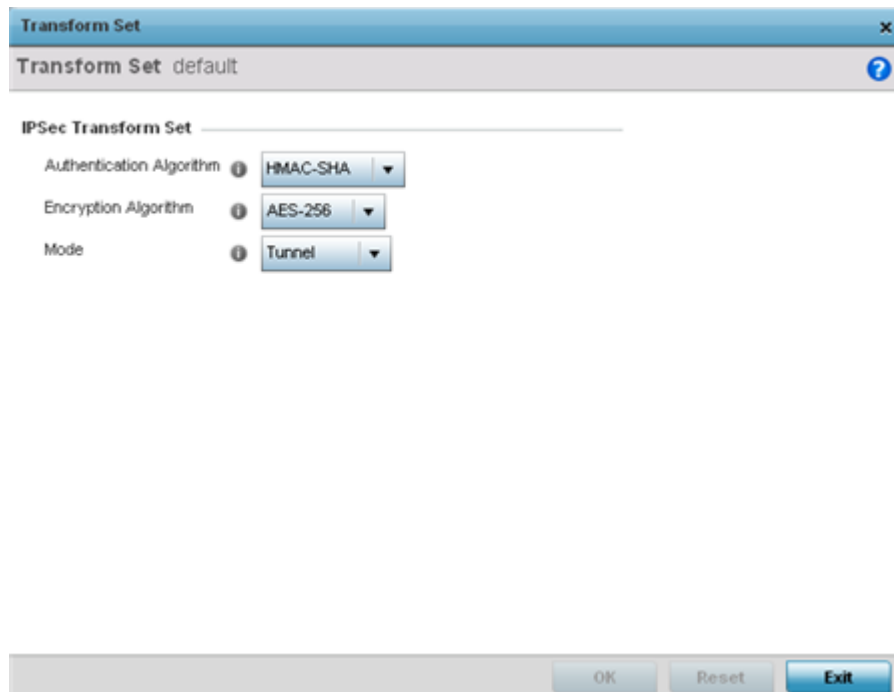 Transform Set
Transform Set default
IPSec Transform Set
Authentication Algorithm HMAC-SHA
Encryption Algorithm AES-256
Mode Tunnel
OK Reset Exit